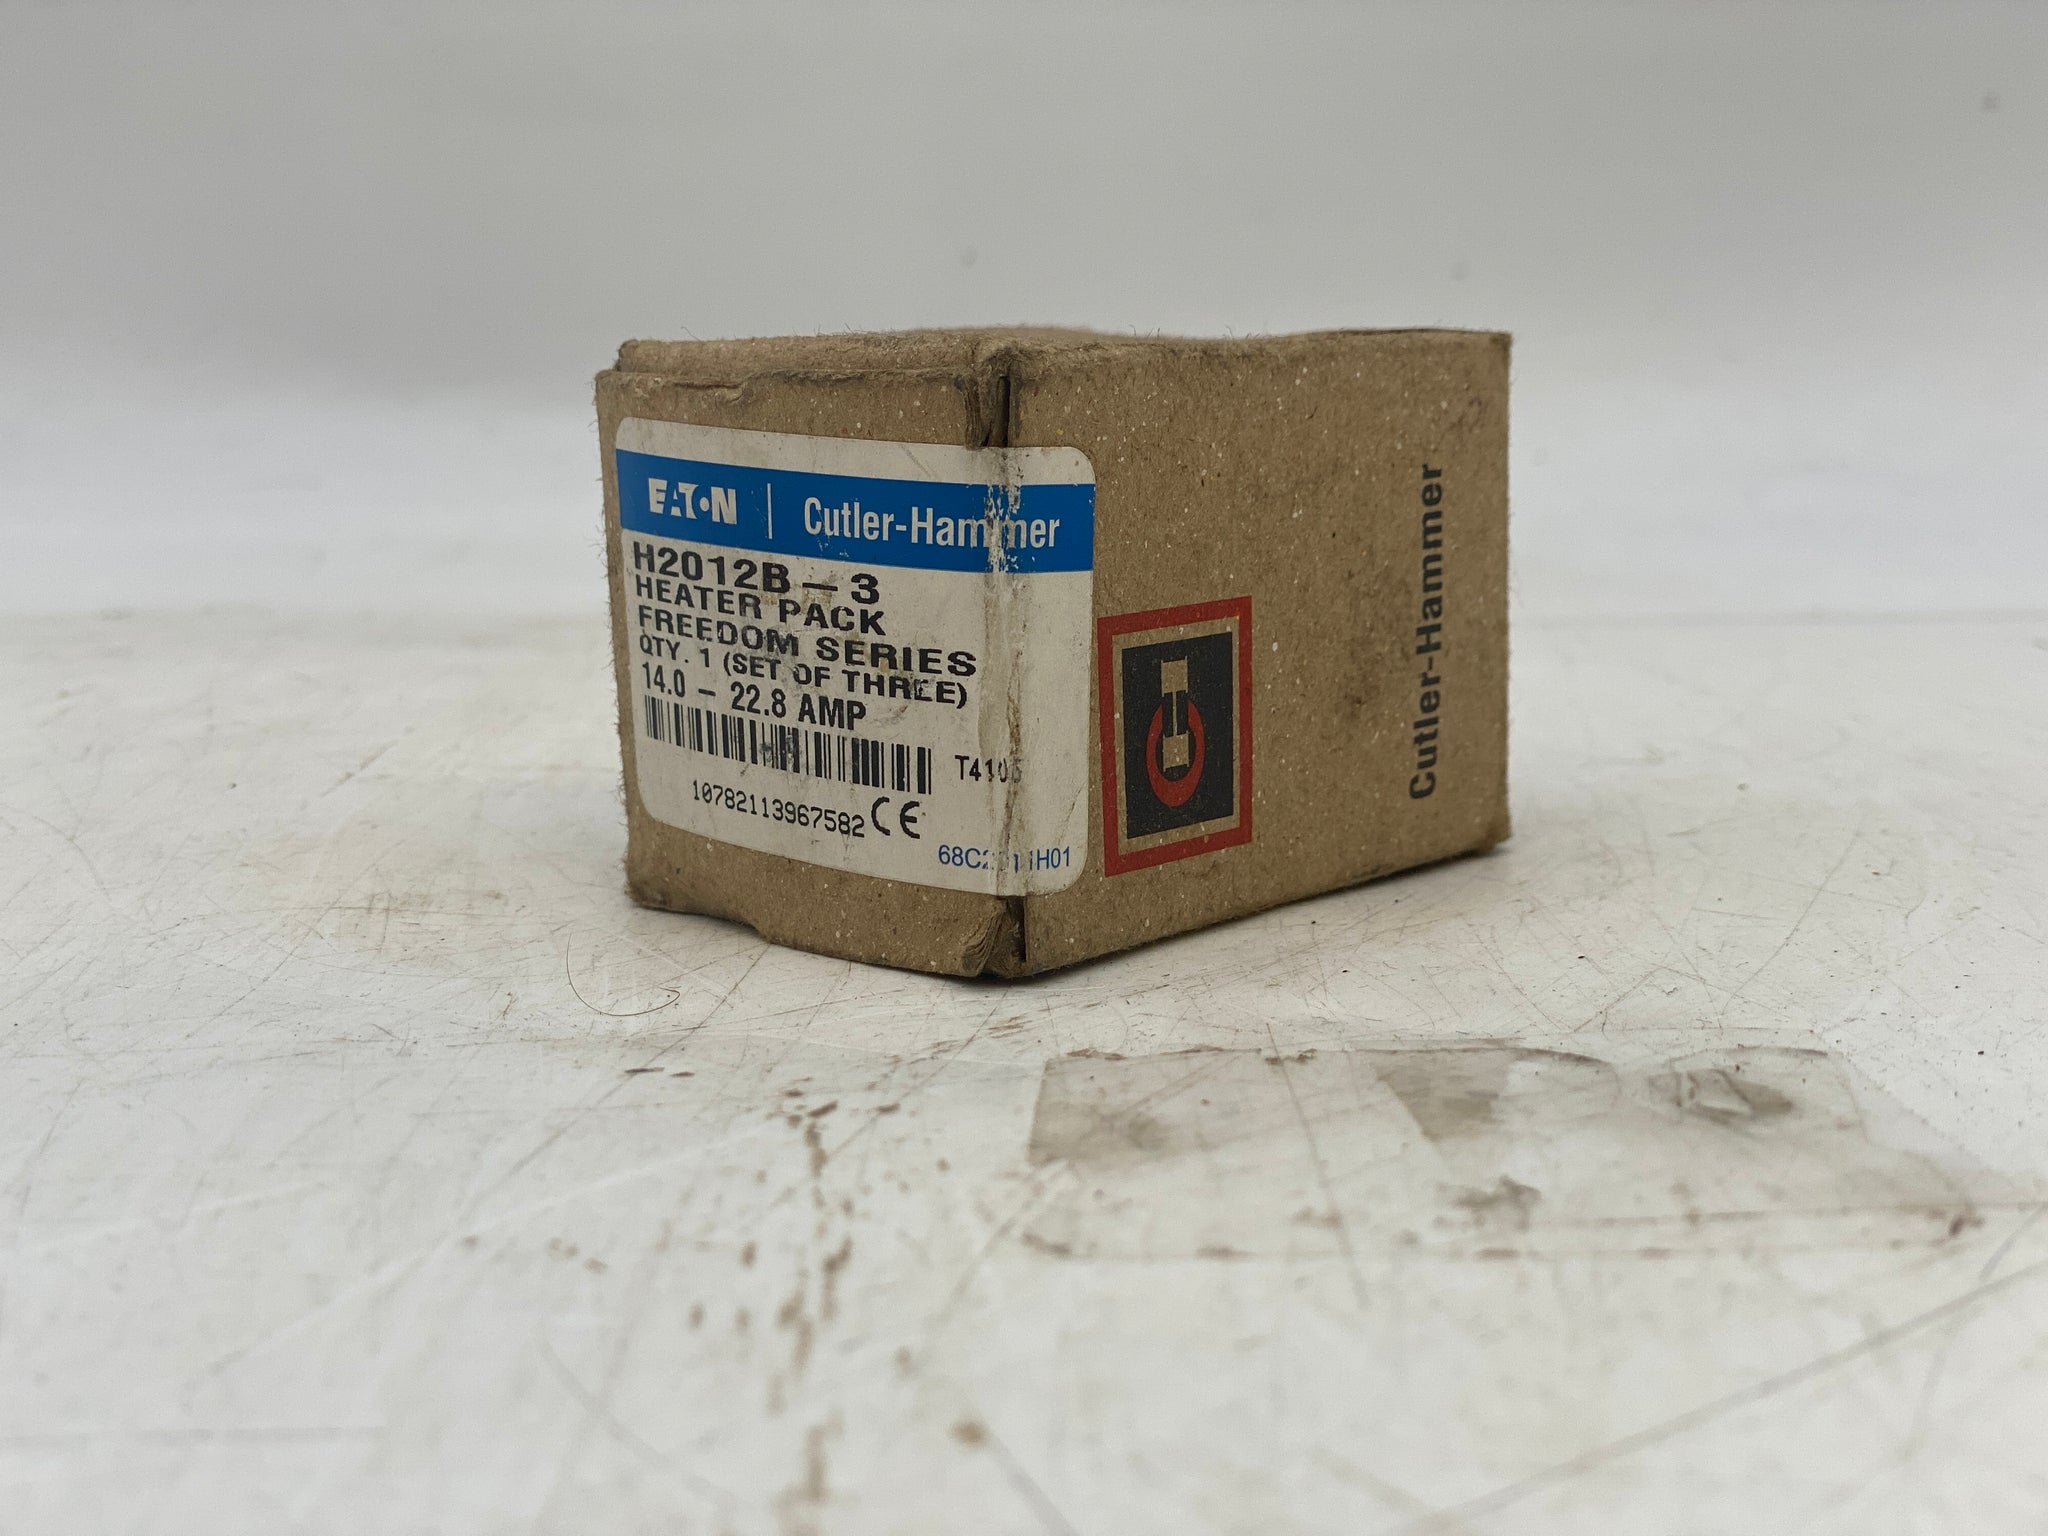 EATON | Cutler-Hammer
H2012B-3
HEATER PACK
FREEDOM SERIES
QTY. 1 (SET OF THREE)
14.0 - 22.8 AMP
10782113967582 CE
Cutler-Hammer